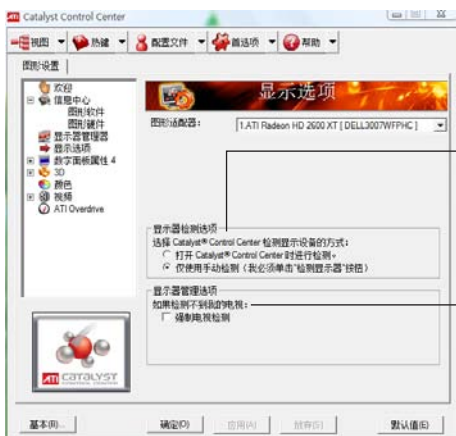 ATI Catalyst Control Center
视图 热键 配置文件 首选项 帮助
图形设置
欢迎
信息中心
图形软件
图形硬件
显示器管理器
显示选项
数字面板属性 4
3D
颜色
视频
ATI Overdrive
ATI CATALYST
CONTROL CENTER
显示选项
图形适配器：
1.ATI Radeon HD 2600 XT [ DELL3007WFPHC ]
显示器检测选项
选择 Catalyst® Control Center 检测显示设备的方式：
打开 Catalyst® Control Center 时进行检测。
仅使用手动检测（我必须单击“检测显示器”按钮）
显示器管理选项
如果检测不到我的电视：
强制电视检测
基本(B)... 确定(O) 应用(A) 放弃(S) 默认值(E)